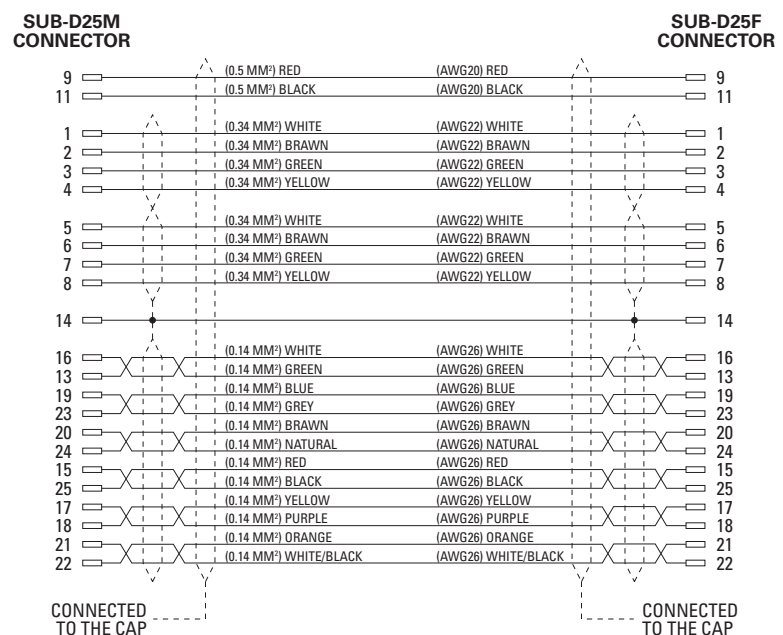 SUB-D25M CONNECTOR SUB-D25F CONNECTOR
9 (0.5 MM²) RED (AWG20) RED 9
11 (0.5 MM²) BLACK (AWG20) BLACK 11
1 (0.34 MM²) WHITE (AWG22) WHITE 1
2 (0.34 MM²) BRAWN (AWG22) BRAWN 2
3 (0.34 MM²) GREEN (AWG22) GREEN 3
4 (0.34 MM²) YELLOW (AWG22) YELLOW 4
5 (0.34 MM²) WHITE (AWG22) WHITE 5
6 (0.34 MM²) BRAWN (AWG22) BRAWN 6
7 (0.34 MM²) GREEN (AWG22) GREEN 7
8 (0.34 MM²) YELLOW (AWG22) YELLOW 8
14 14
16 (0.14 MM²) WHITE (AWG26) WHITE 16
13 (0.14 MM²) GREEN (AWG26) GREEN 13
19 (0.14 MM²) BLUE (AWG26) BLUE 19
23 (0.14 MM²) GREY (AWG26) GREY 23
20 (0.14 MM²) BRAWN (AWG26) BRAWN 20
24 (0.14 MM²) NATURAL (AWG26) NATURAL 24
15 (0.14 MM²) RED (AWG26) RED 15
25 (0.14 MM²) BLACK (AWG26) BLACK 25
17 (0.14 MM²) YELLOW (AWG26) YELLOW 17
18 (0.14 MM²) PURPLE (AWG26) PURPLE 18
21 (0.14 MM²) ORANGE (AWG26) ORANGE 21
22 (0.14 MM²) WHITE/BLACK (AWG26) WHITE/BLACK 22
CONNECTED TO THE CAP CONNECTED TO THE CAP